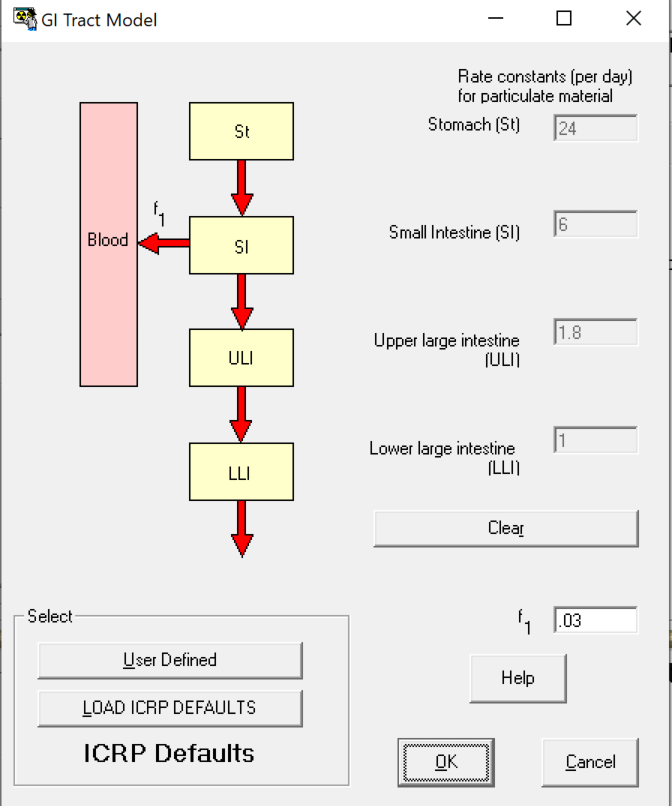 GI Tract Model
Rate constants (per day)
for particulate material
St
Stomach (St)
24
f1
Blood
SI
Small Intestine (SI)
6
ULI
Upper large intestine
(ULI)
1.8
LLI
Lower large intestine
(LLI)
1
Clear
Select
User Defined
LOAD ICRP DEFAULTS
ICRP Defaults
f1
.03
Help
OK
Cancel